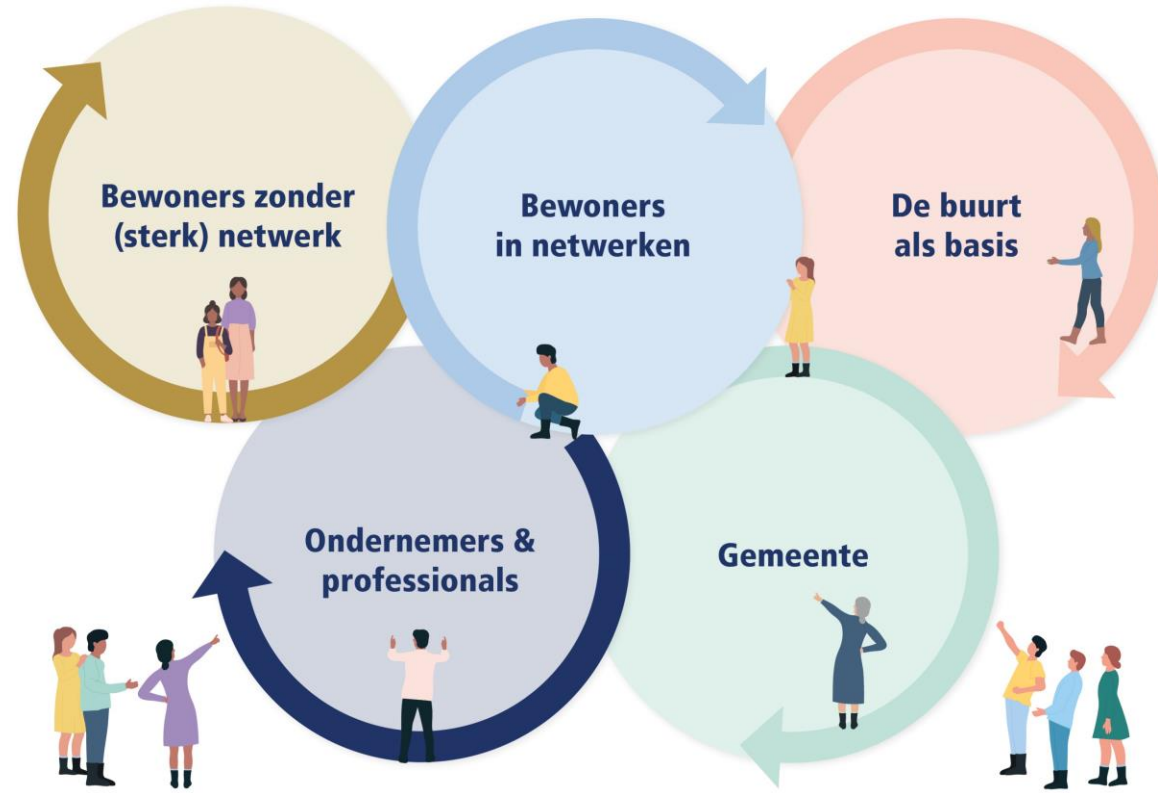 Bewoners zonder
(sterk) netwerk
Bewoners
in netwerken
De buurt
als basis
Ondernemers &
professionals
Gemeente